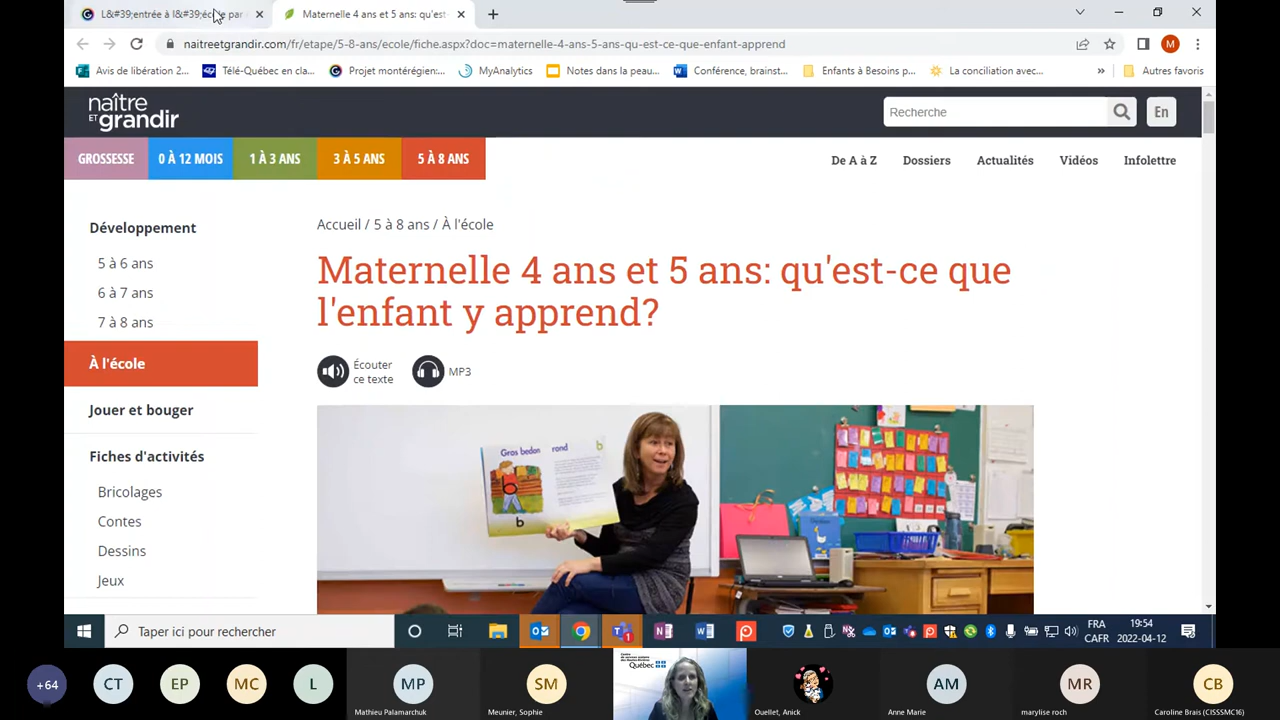 L&#39;entrée à l&#39;école par
Maternelle 4 ans et 5 ans: qu'est
naitreetgrandir.com/fr/etape/5-8-ans/ecole/fiche.aspx?doc=maternelle-4-ans-5-ans-qu-est-ce-que-enfant-apprend
M
Avis de libération 2...
Télé-Québec en cla...
Projet montérégien:...
MyAnalytics
Notes dans la peau...
Conférence, brainst...
Enfants à Besoins p...
La conciliation avec...
»
Autres favoris
naître
ET grandir
Recherche
En
GROSSESSE
0 À 12 MOIS
1 À 3 ANS
3 À 5 ANS
5 À 8 ANS
De A à Z
Dossiers
Actualités
Vidéos
Infolettre
Développement
5 à 6 ans
6 à 7 ans
7 à 8 ans
À l'école
Jouer et bouger
Fiches d'activités
Bricolages
Contes
Dessins
Jeux
Accueil / 5 à 8 ans / À l'école
Maternelle 4 ans et 5 ans: qu'est-ce que
l'enfant y apprend?
Écouter
ce texte
MP3
Gros bedon rond
b
b
b
Taper ici pour rechercher
FRA
CAFR
19:54
2022-04-12
+64
CT
EP
MC
L
MP
Mathieu Palamarchuk
SM
Meunier, Sophie
Québec
Ouellet, Anick
AM
Anne Marie
MR
marylise roch
CB
Caroline Brais (CISSSMC16)